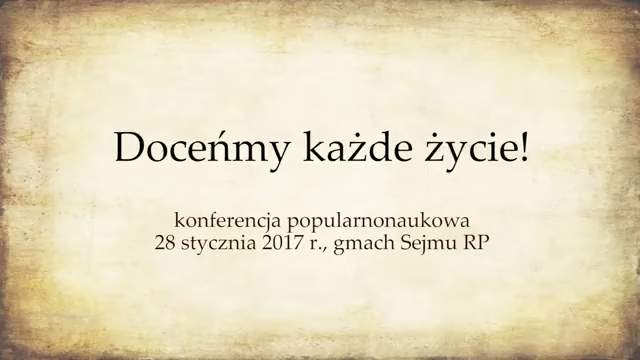 Doceńmy każde życie!
konferencja popularnonaukowa
28 stycznia 2017 r., gmach Sejmu RP